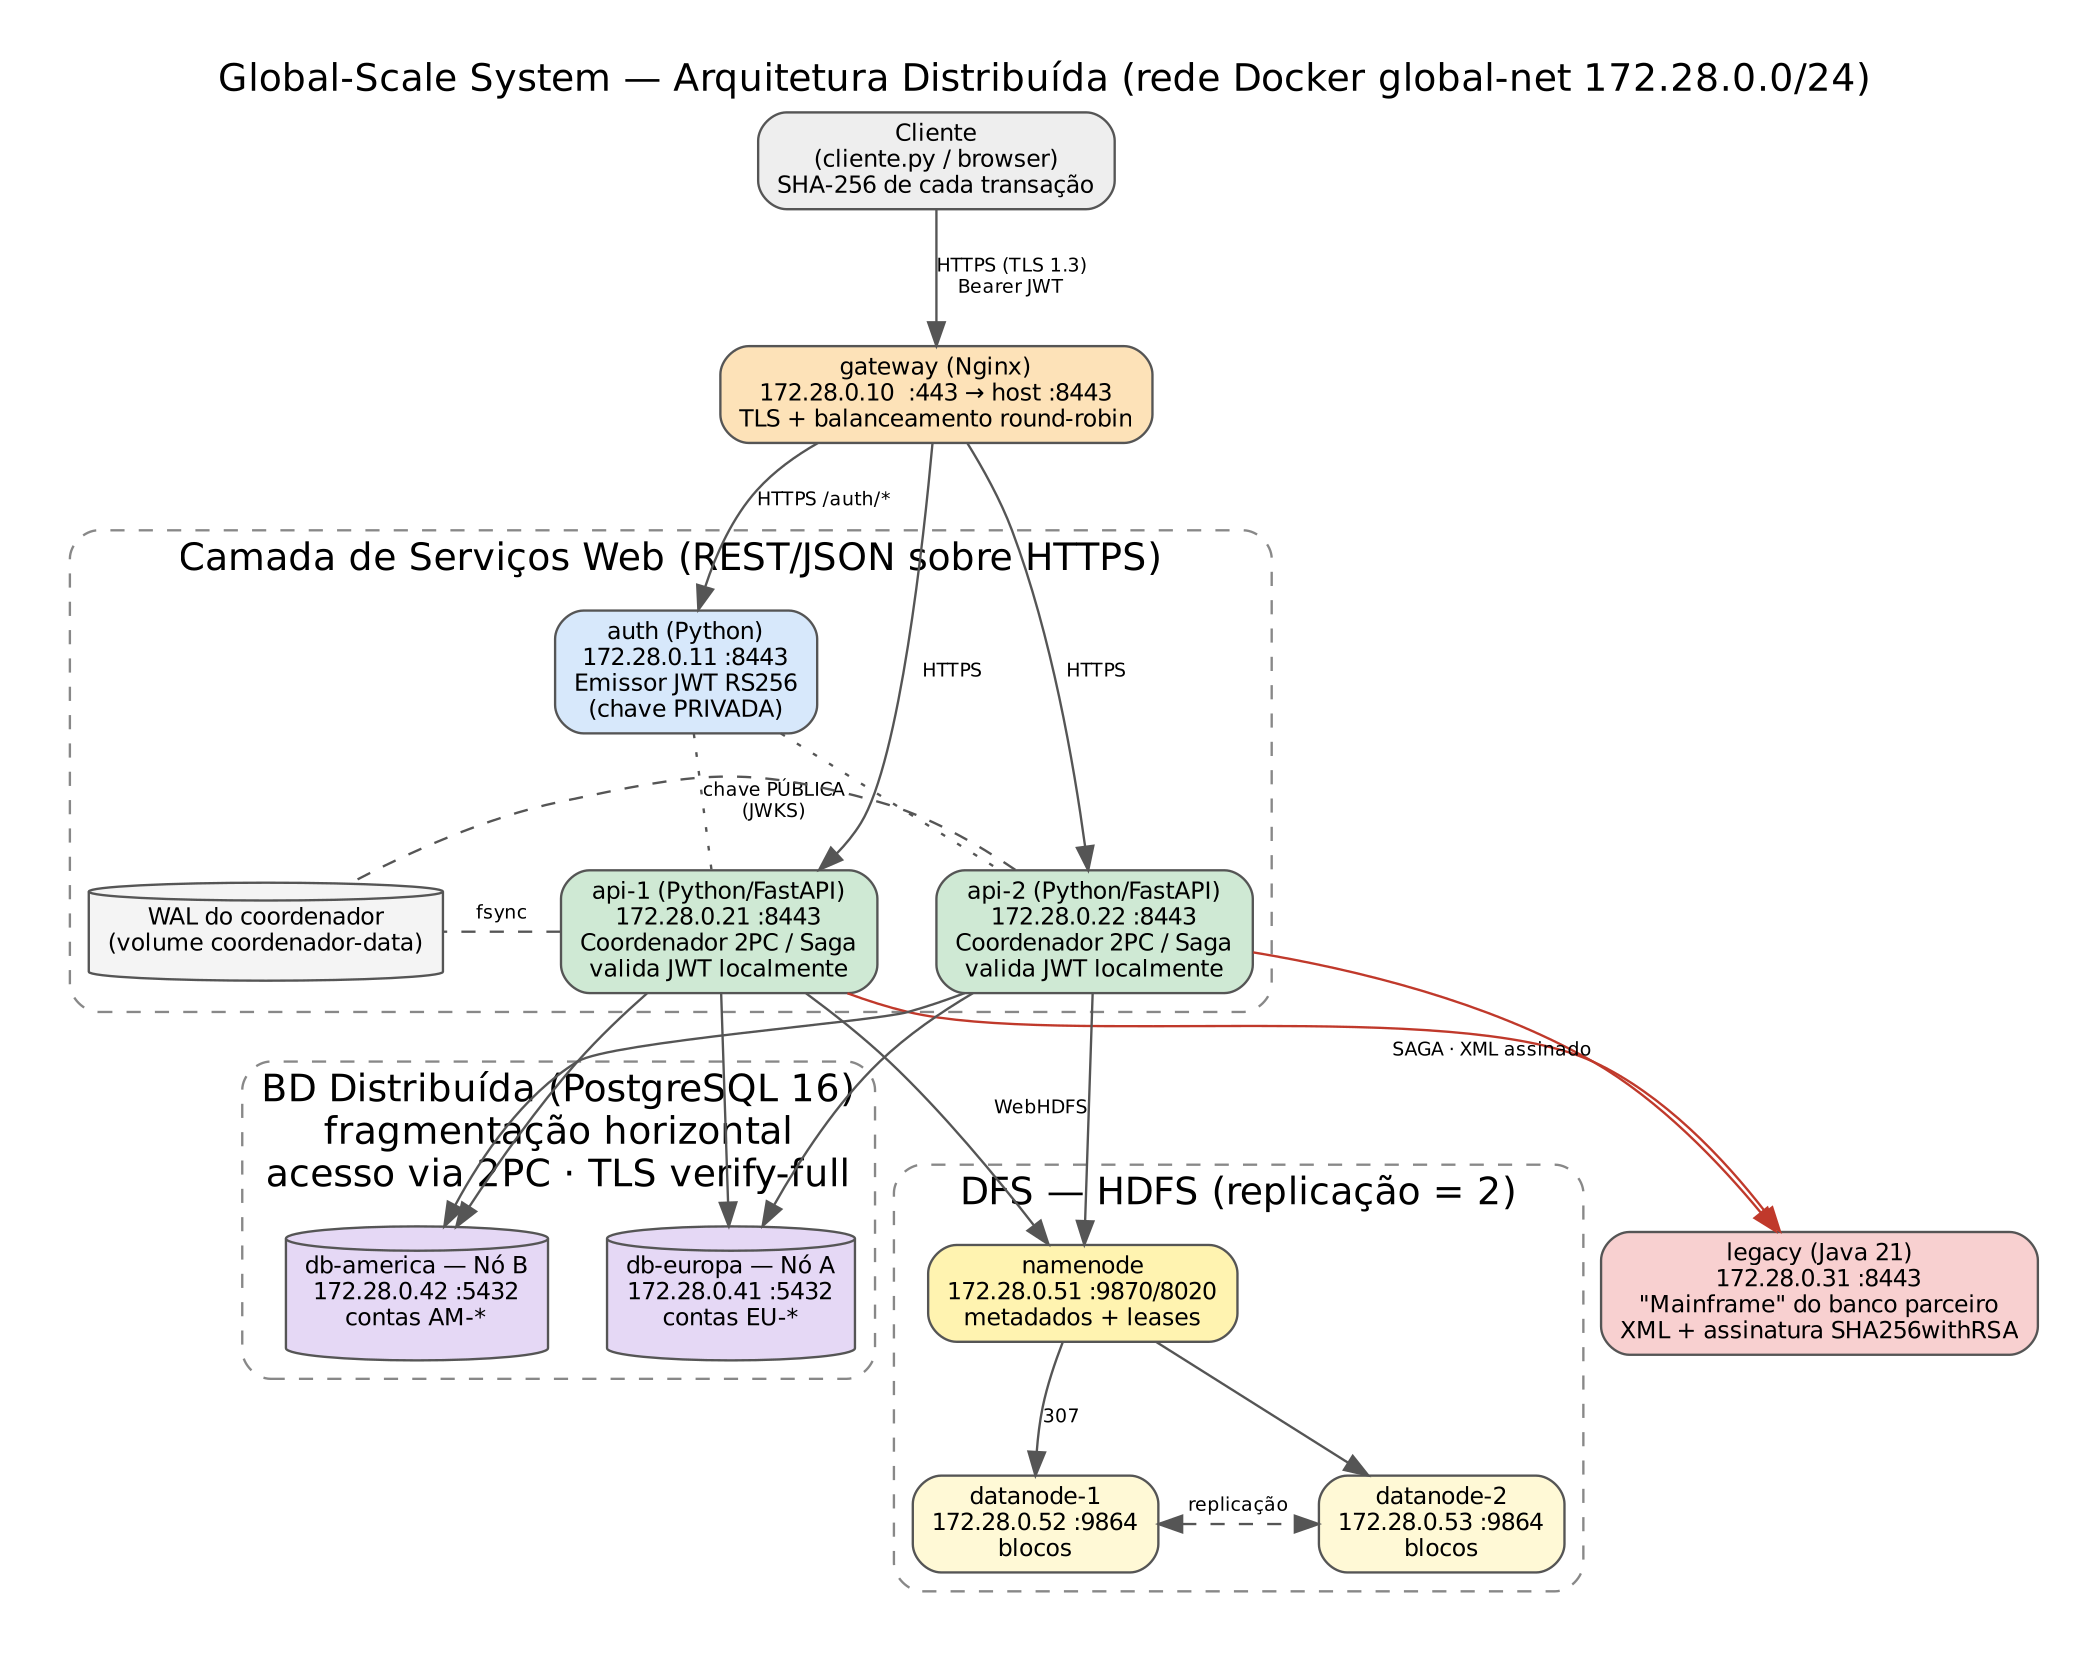 Global-Scale System — Arquitetura Distribuída (rede Docker global-net 172.28.0.0/24)
Cliente
(cliente.py / browser)
SHA-256 de cada transação
HTTPS (TLS 1.3)
Bearer JWT
gateway (Nginx)
172.28.0.10  :443 → host :8443
TLS + balanceamento round-robin
HTTPS /auth/*
Camada de Serviços Web (REST/JSON sobre HTTPS)
auth (Python)
172.28.0.11 :8443
Emissor JWT RS256
(chave PRIVADA)
HTTPS
HTTPS
chave PÚBLICA
(JWKS)
WAL do coordenador
(volume coordenador-data)
fsync
api-1 (Python/FastAPI)
172.28.0.21 :8443
Coordenador 2PC / Saga
valida JWT localmente
api-2 (Python/FastAPI)
172.28.0.22 :8443
Coordenador 2PC / Saga
valida JWT localmente
SAGA · XML assinado
BD Distribuída (PostgreSQL 16)
fragmentação horizontal
acesso via 2PC · TLS verify-full
WebHDFS
db-america — Nó B
172.28.0.42 :5432
contas AM-*
db-europa — Nó A
172.28.0.41 :5432
contas EU-*
DFS — HDFS (replicação = 2)
namenode
172.28.0.51 :9870/8020
metadados + leases
legacy (Java 21)
172.28.0.31 :8443
"Mainframe" do banco parceiro
XML + assinatura SHA256withRSA
307
datanode-1
172.28.0.52 :9864
blocos
replicação
datanode-2
172.28.0.53 :9864
blocos